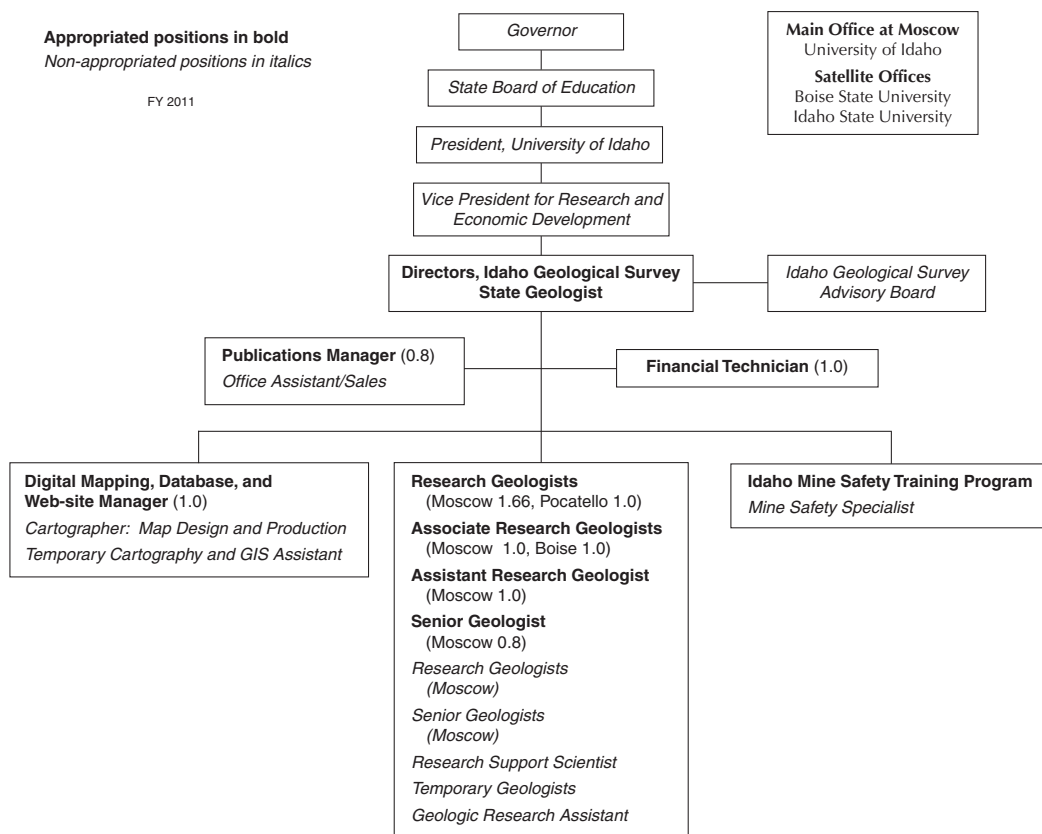 Appropriated positions in bold
Non-appropriated positions in italics
FY 2011
Governor
State Board of Education
President, University of Idaho
Vice President for Research and
Economic Development
Directors, Idaho Geological Survey
State Geologist
Main Office at Moscow
University of Idaho
Satellite Offices
Boise State University
Idaho State University
Idaho Geological Survey
Advisory Board
Publications Manager (0.8)
Office Assistant/Sales
Financial Technician (1.0)
Digital Mapping, Database, and
Web-site Manager (1.0)
Cartographer: Map Design and Production
Temporary Cartography and GIS Assistant
Research Geologists
(Moscow 1.66, Pocatello 1.0)
Associate Research Geologists
(Moscow 1.0, Boise 1.0)
Assistant Research Geologist
(Moscow 1.0)
Senior Geologist
(Moscow 0.8)
Research Geologists
(Moscow)
Senior Geologists
(Moscow)
Research Support Scientist
Temporary Geologists
Geologic Research Assistant
Idaho Mine Safety Training Program
Mine Safety Specialist